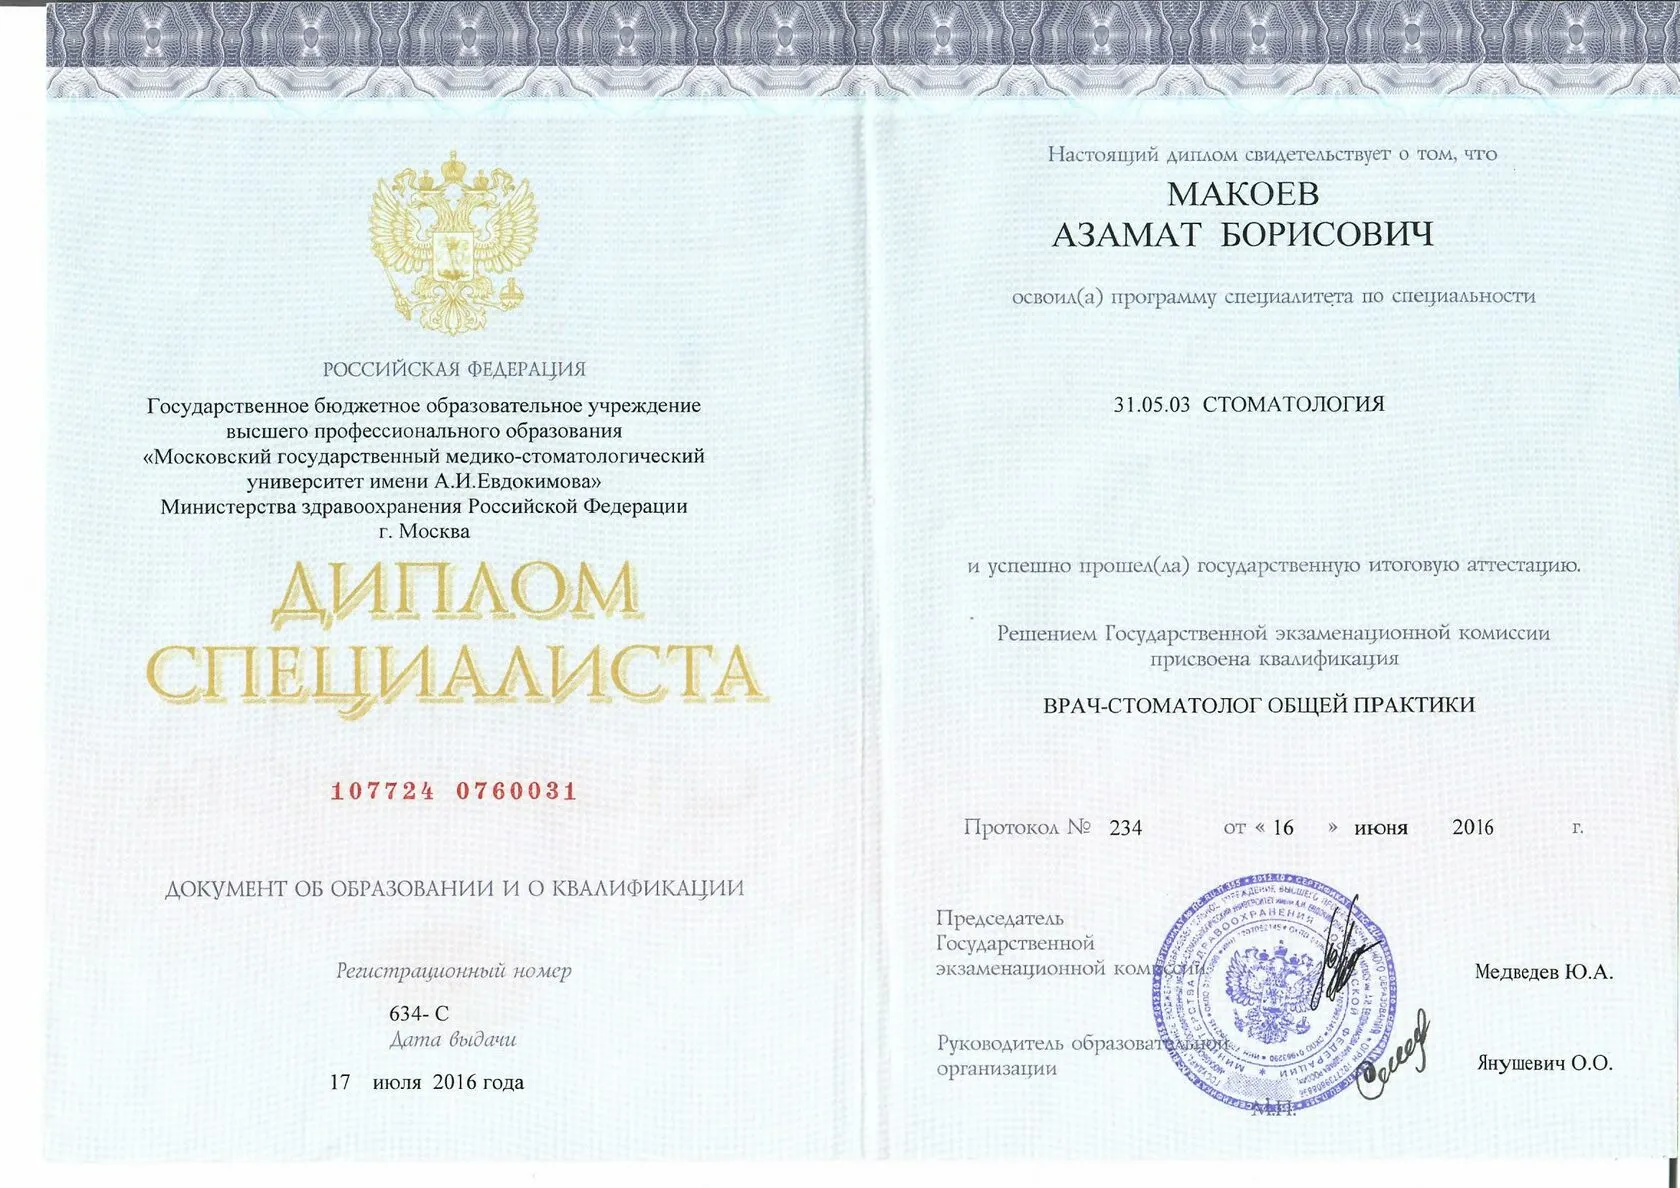 РОССИЙСКАЯ ФЕДЕРАЦИЯ
Государственное бюджетное образовательное учреждение
высшего профессионального образования
«Московский государственный медико-стоматологический
университет имени А.И.Евдокимова»
Министерства здравоохранения Российской Федерации
г. Москва
ДИПЛОМ
СПЕЦИАЛИСТА
107724 0760031
ДОКУМЕНТ ОБ ОБРАЗОВАНИИ И О КВАЛИФИКАЦИИ
Регистрационный номер
634- С
Дата выдачи
17 июля 2016 года
Настоящий диплом свидетельствует о том, что
МАКОЕВ
АЗАМАТ БОРИСОВИЧ
освоил(а) программу специалитета по специальности
31.05.03 СТОМАТОЛОГИЯ
и успешно прошел(ла) государственную итоговую аттестацию.
Решением Государственной экзаменационной комиссии
присвоена квалификация
ВРАЧ-СТОМАТОЛОГ ОБЩЕЙ ПРАКТИКИ
Протокол № 234 от « 16 » июня 2016 г.
Председатель
Государственной
экзаменационной комиссии
Медведев Ю.А.
Руководитель образовательной
организации
Янушевич О.О.
М.П.